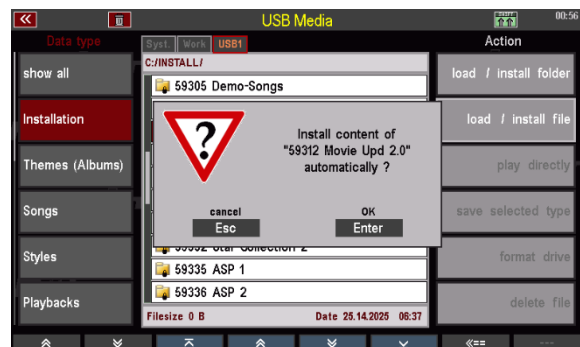 USB Media
00:56
Data type
Syst. Work USB1
Action
C:/INSTALL/
show all
Installation
Themes (Albums)
Songs
Styles
Playbacks
59305 Demo-Songs
Install content of
"59312 Movie Upd 2.0"
automatically ?
cancel
Esc
OK
Enter
59335 ASP 1
59336 ASP 2
Filesize 0 B
Date 25.14.2025 06:37
load / install folder
load / install file
play directly
save selected type
format drive
delete file